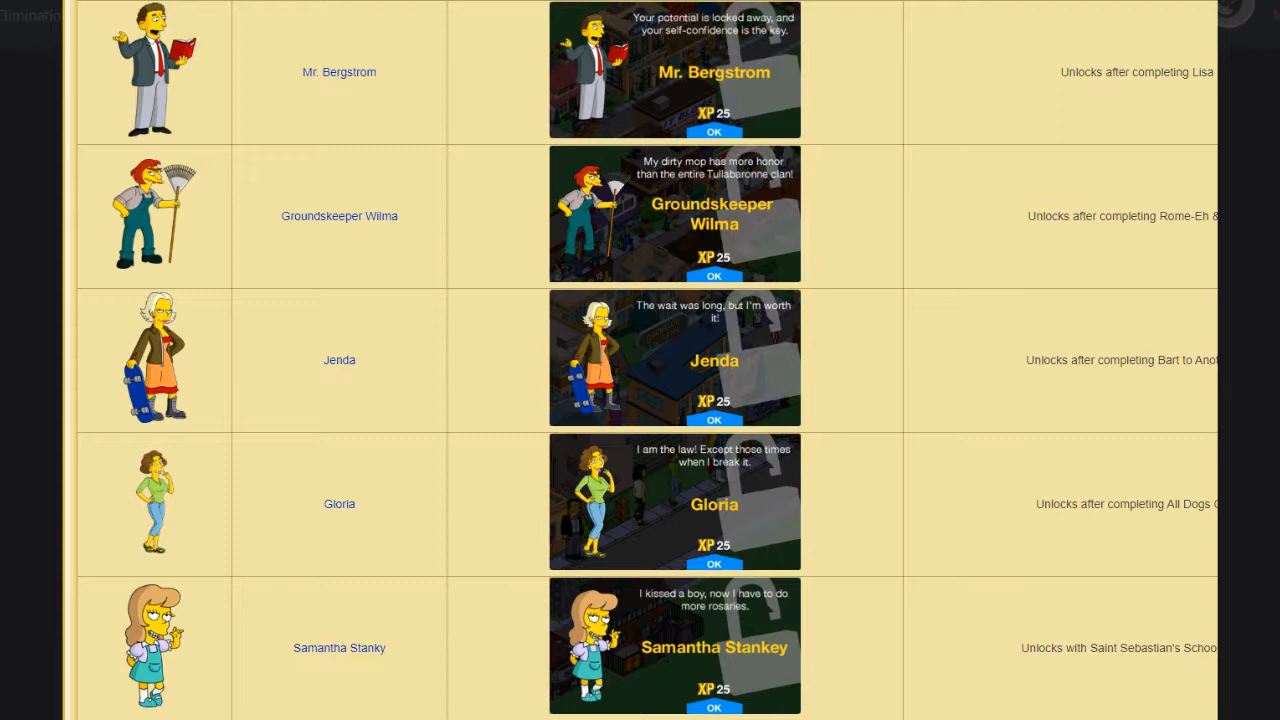 Eliminatio
Your potential is locked away, and
your self-confidence is the key.
Mr. Bergstrom
Mr. Bergstrom
Unlocks after completing Lisa
XP 25
OK
My dirty mop has more honor
than the entire Tullabaronne clan!
Groundskeeper Wilma
Groundskeeper
Wilma
Unlocks after completing Rome-Eh &
XP 25
OK
The wait was long, but I'm worth
it!
Jenda
Jenda
Unlocks after completing Bart to Anot
XP 25
OK
I am the law! Except those times
when I break it.
Gloria
Gloria
Unlocks after completing All Dogs
XP 25
OK
I kissed a boy, now I have to do
more rosaries.
Samantha Stanky
Samantha Stankey
Unlocks with Saint Sebastian's Schoo
XP 25
OK